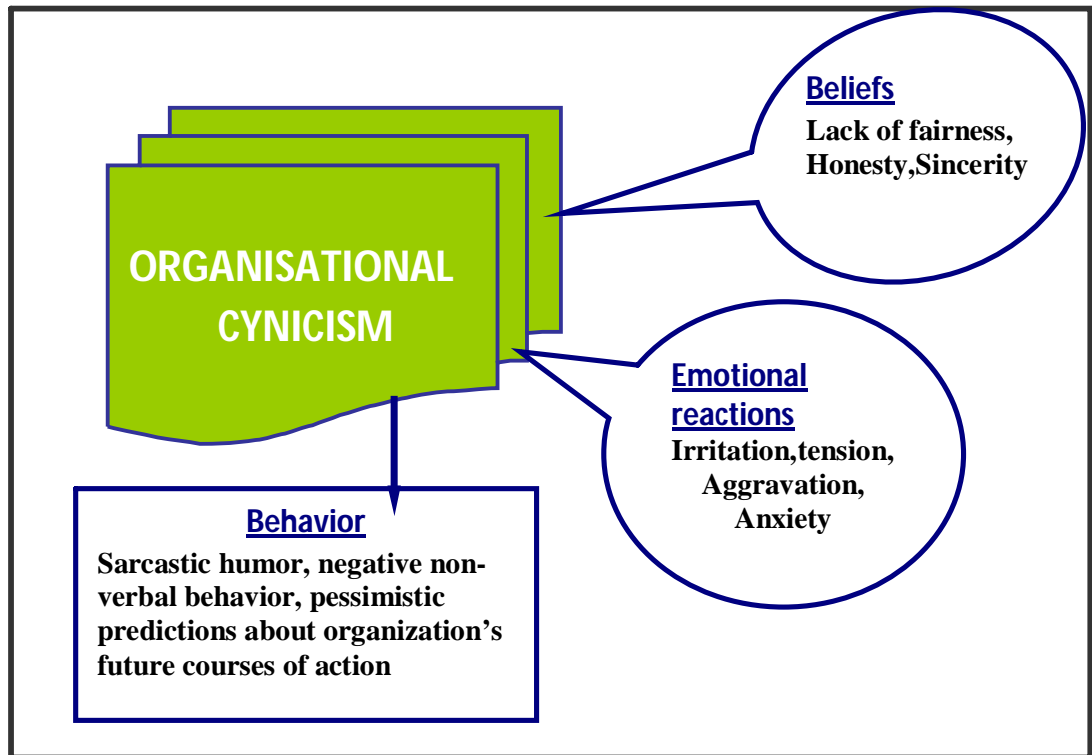 Beliefs
Lack of fairness,
Honesty,Sincerity
ORGANISATIONAL
CYNICISM
Emotional
reactions
Irritation,tension,
Aggravation,
Anxiety
Behavior
Sarcastic humor, negative non-
verbal behavior, pessimistic
predictions about organization’s
future courses of action